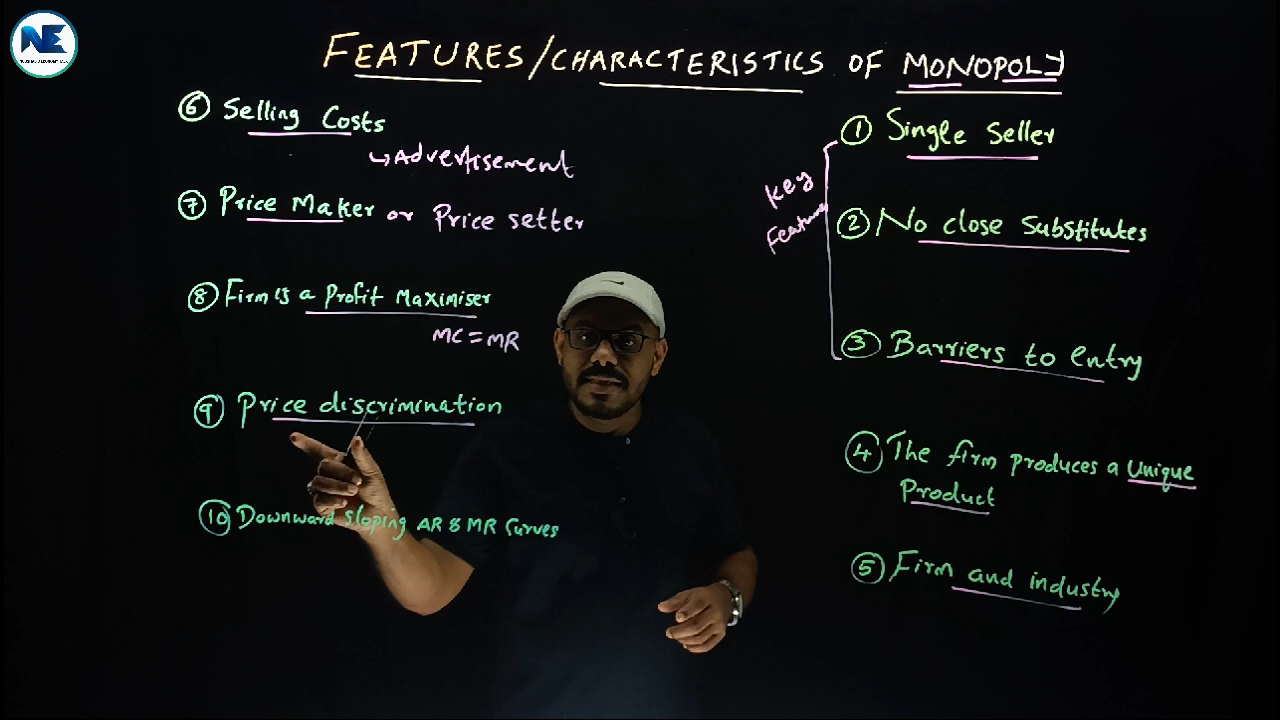 NE
FEATURES/CHARACTERISTICS OF MONOPOLY
① Single Seller
② No close Substitutes
③ Barriers to entry
Key
Feature
④ The firm produces a Unique
Product
⑤ Firm and industry
⑥ Selling Costs
↳ Advertisement
⑦ Price Maker or Price setter
⑧ Firm is a Profit Maximiser
MC = MR
⑨ Price discrimination
⑩ Downward Sloping AR & MR Curves